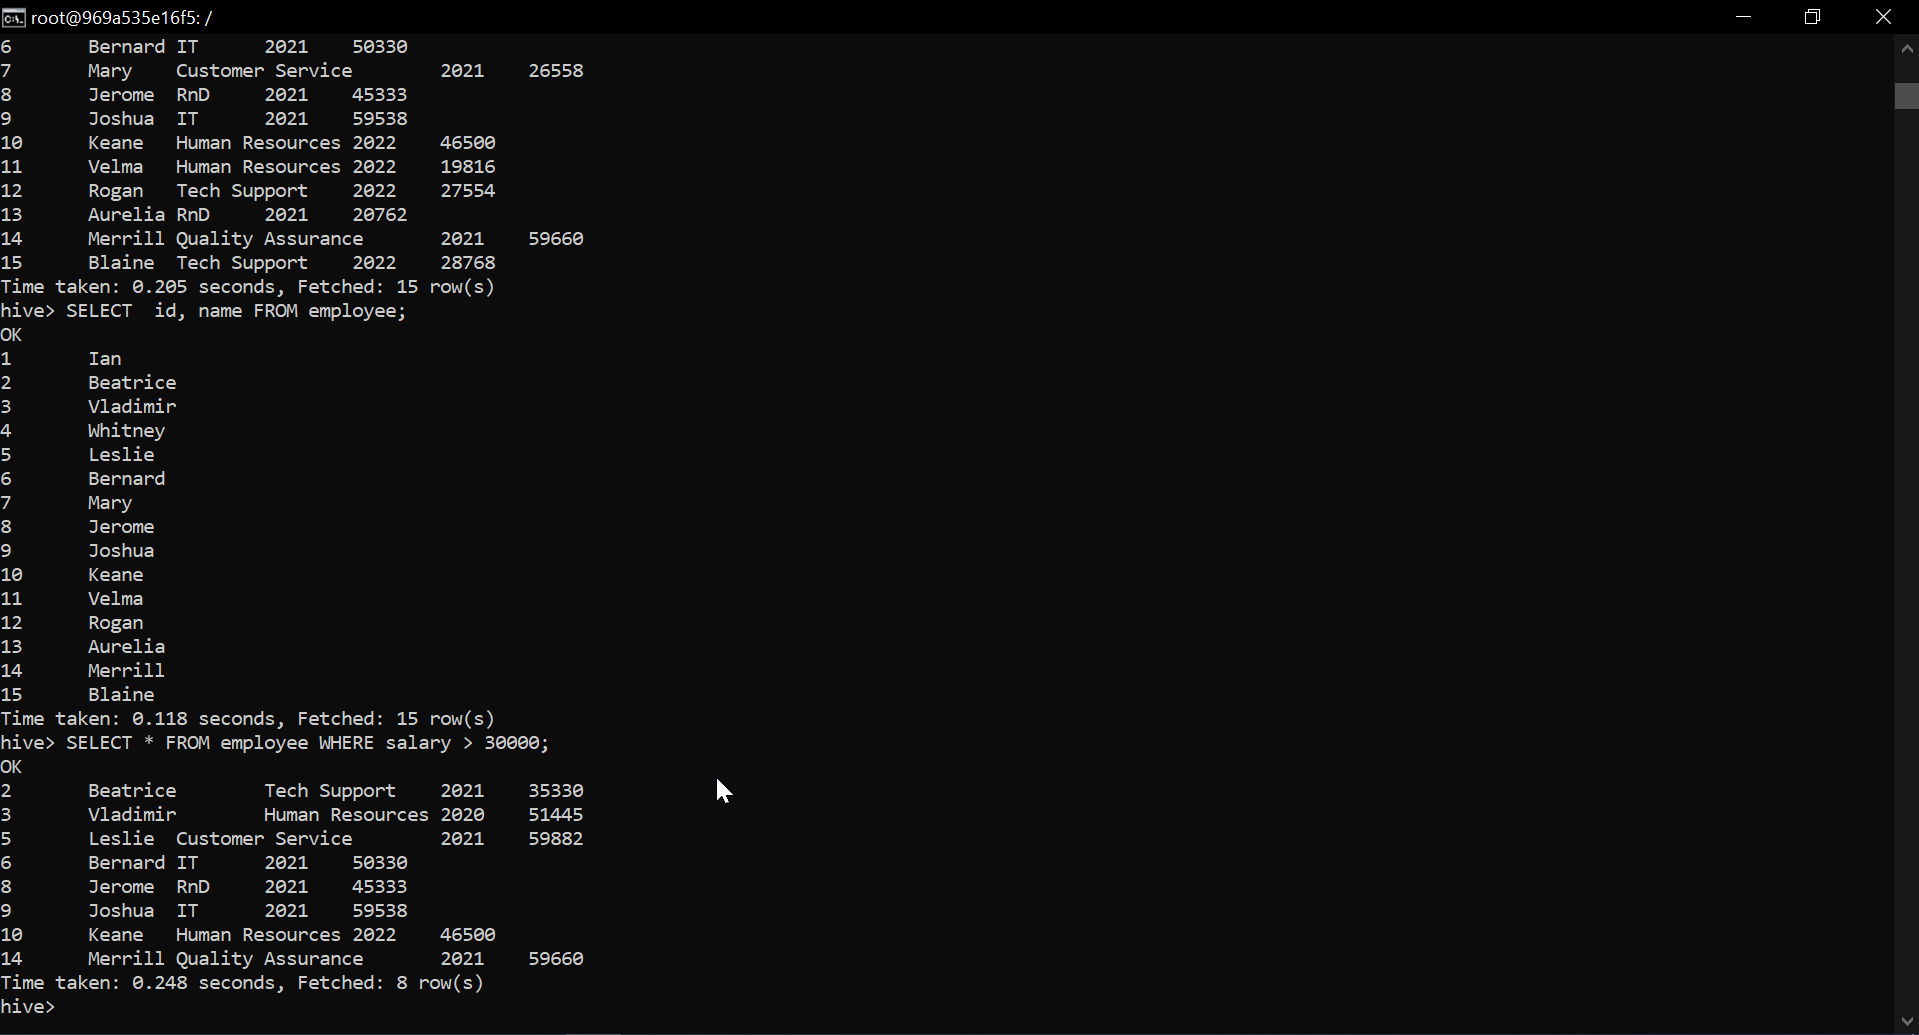 root@969a535e16f5: /
6 Bernard IT 2021 50330
7 Mary Customer Service 2021 26558
8 Jerome RnD 2021 45333
9 Joshua IT 2021 59538
10 Keane Human Resources 2022 46500
11 Velma Human Resources 2022 19816
12 Rogan Tech Support 2022 27554
13 Aurelia RnD 2021 20762
14 Merrill Quality Assurance 2021 59660
15 Blaine Tech Support 2022 28768
Time taken: 0.205 seconds, Fetched: 15 row(s)
hive> SELECT  id, name FROM employee;
OK
1 Ian
2 Beatrice
3 Vladimir
4 Whitney
5 Leslie
6 Bernard
7 Mary
8 Jerome
9 Joshua
10 Keane
11 Velma
12 Rogan
13 Aurelia
14 Merrill
15 Blaine
Time taken: 0.118 seconds, Fetched: 15 row(s)
hive> SELECT * FROM employee WHERE salary > 30000;
OK
2 Beatrice Tech Support 2021 35330
3 Vladimir Human Resources 2020 51445
5 Leslie Customer Service 2021 59882
6 Bernard IT 2021 50330
8 Jerome RnD 2021 45333
9 Joshua IT 2021 59538
10 Keane Human Resources 2022 46500
14 Merrill Quality Assurance 2021 59660
Time taken: 0.248 seconds, Fetched: 8 row(s)
hive>